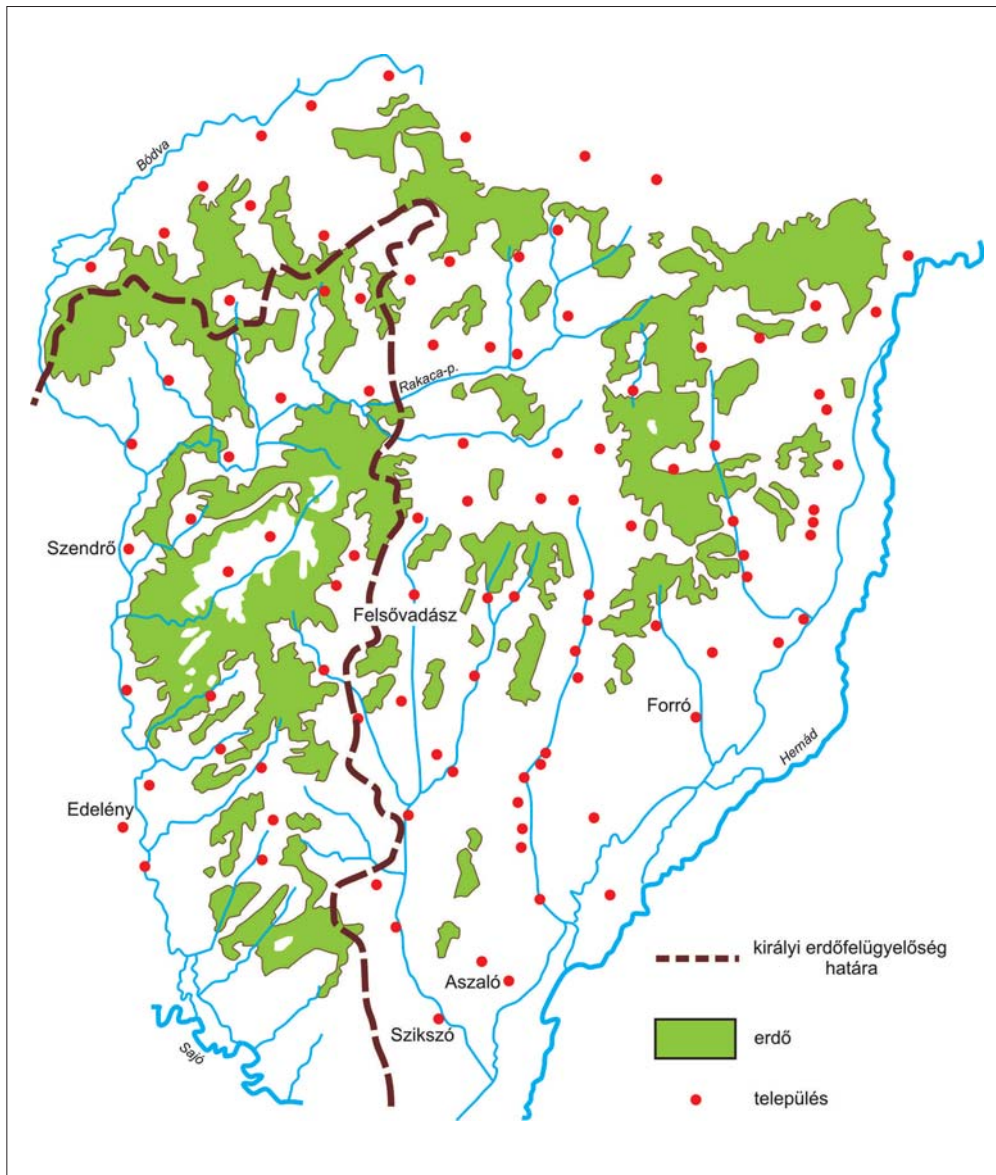 Bódva
Rakaca-p.
Szendrő
Felsővadász
Forró
Hernád
Edelény
Aszaló
Szikszó
Sajó
királyi erdőfelügyelőség
határa
erdő
település